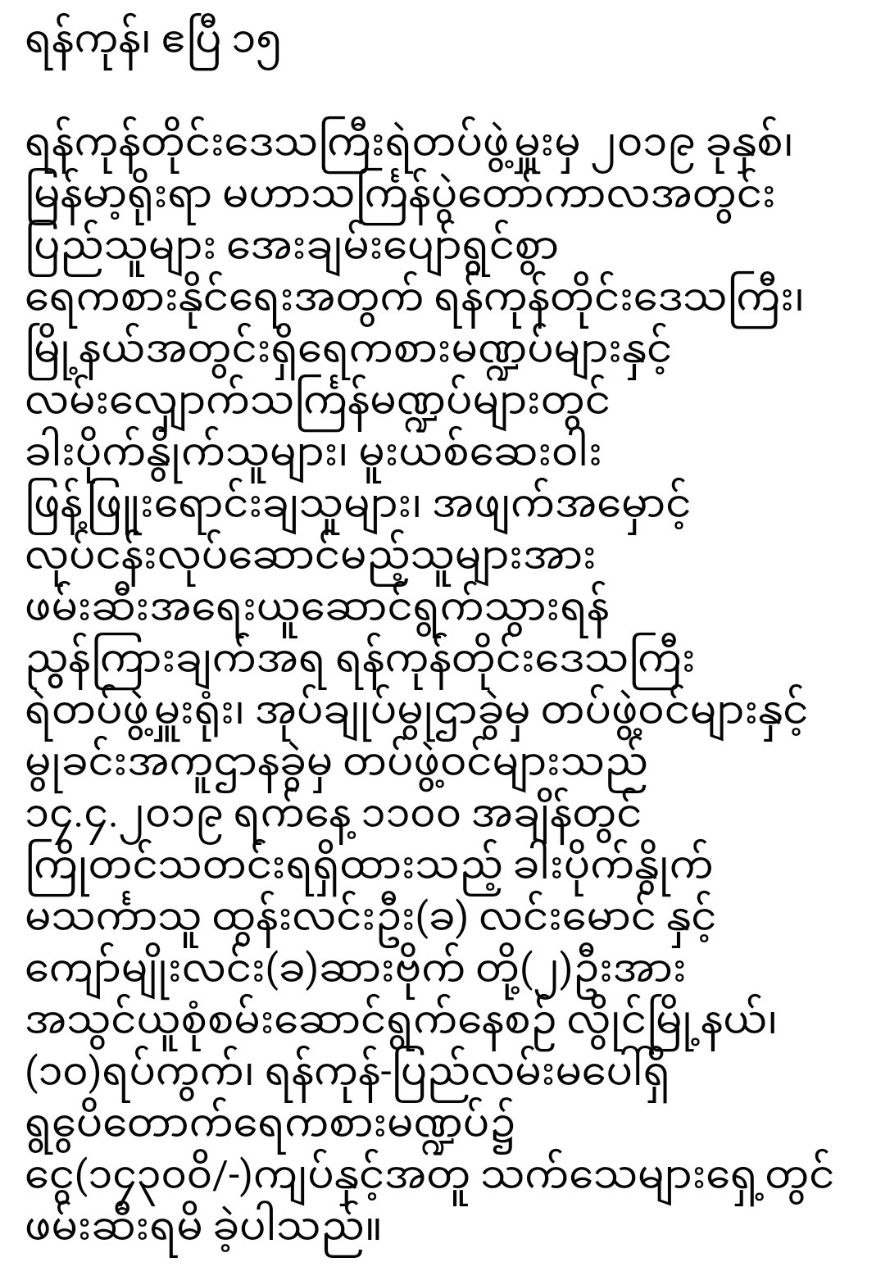 ရန်ကုန်၊ ဧပြီ ၁၅
ရန်ကုန်တိုင်းဒေသကြီးရဲတပ်ဖွဲ့မှူးမှ ၂၀၁၉ ခုနှစ်၊
မြန်မာ့ရိုးရာ မဟာသင်္ကြန်ပွဲတော်ကာလအတွင်း
ပြည်သူများ အေးချမ်းပျော်ရွှင်စွာ
ရေကစားနိုင်ရေးအတွက် ရန်ကုန်တိုင်းဒေသကြီး၊
မြို့နယ်အတွင်းရှိရေကစားမဏ္ဍပ်များနှင့်
လမ်းလျှောက်သင်္ကြန်မဏ္ဍပ်များတွင်
ခါးပိုက်နှိုက်သူများ၊ မူးယစ်ဆေးဝါး
ဖြန့်ဖြူးရောင်းချသူများ၊ အဖျက်အမှောင့်
လုပ်ငန်းလုပ်ဆောင်မည့်သူများအား
ဖမ်းဆီးအရေးယူဆောင်ရွက်သွားရန်
ညွှန်ကြားချက်အရ ရန်ကုန်တိုင်းဒေသကြီး
ရဲတပ်ဖွဲ့မှူးရုံး၊ အုပ်ချုပ်မှုဌာခွဲမှ တပ်ဖွဲ့ဝင်များနှင့်
မှုခင်းအကူဌာနခွဲမှ တပ်ဖွဲ့ဝင်များသည်
၁၄.၄.၂၀၁၉ ရက်နေ့ ၁၁၀၀ အချိန်တွင်
ကြိုတင်သတင်းရရှိထားသည့် ခါးပိုက်နှိုက်
မသင်္ကာသူ ထွန်းလင်းဦး(ခ) လင်းမောင် နှင့်
ကျော်မျိုးလင်း(ခ)ဆားဗိုက် တို့(၂)ဦးအား
အသွင်ယူစုံစမ်းဆောင်ရွက်နေစဉ် လှိုင်မြို့နယ်၊
(၁၀)ရပ်ကွက်၊ ရန်ကုန်-ပြည်လမ်းမပေါ်ရှိ
ရွှေပိတောက်ရေကစားမဏ္ဍပ်၌
ငွေ(၁၄၃၀၀ိ/-)ကျပ်နှင့်အတူ သက်သေများရှေ့တွင်
ဖမ်းဆီးရမိ ခဲ့ပါသည်။